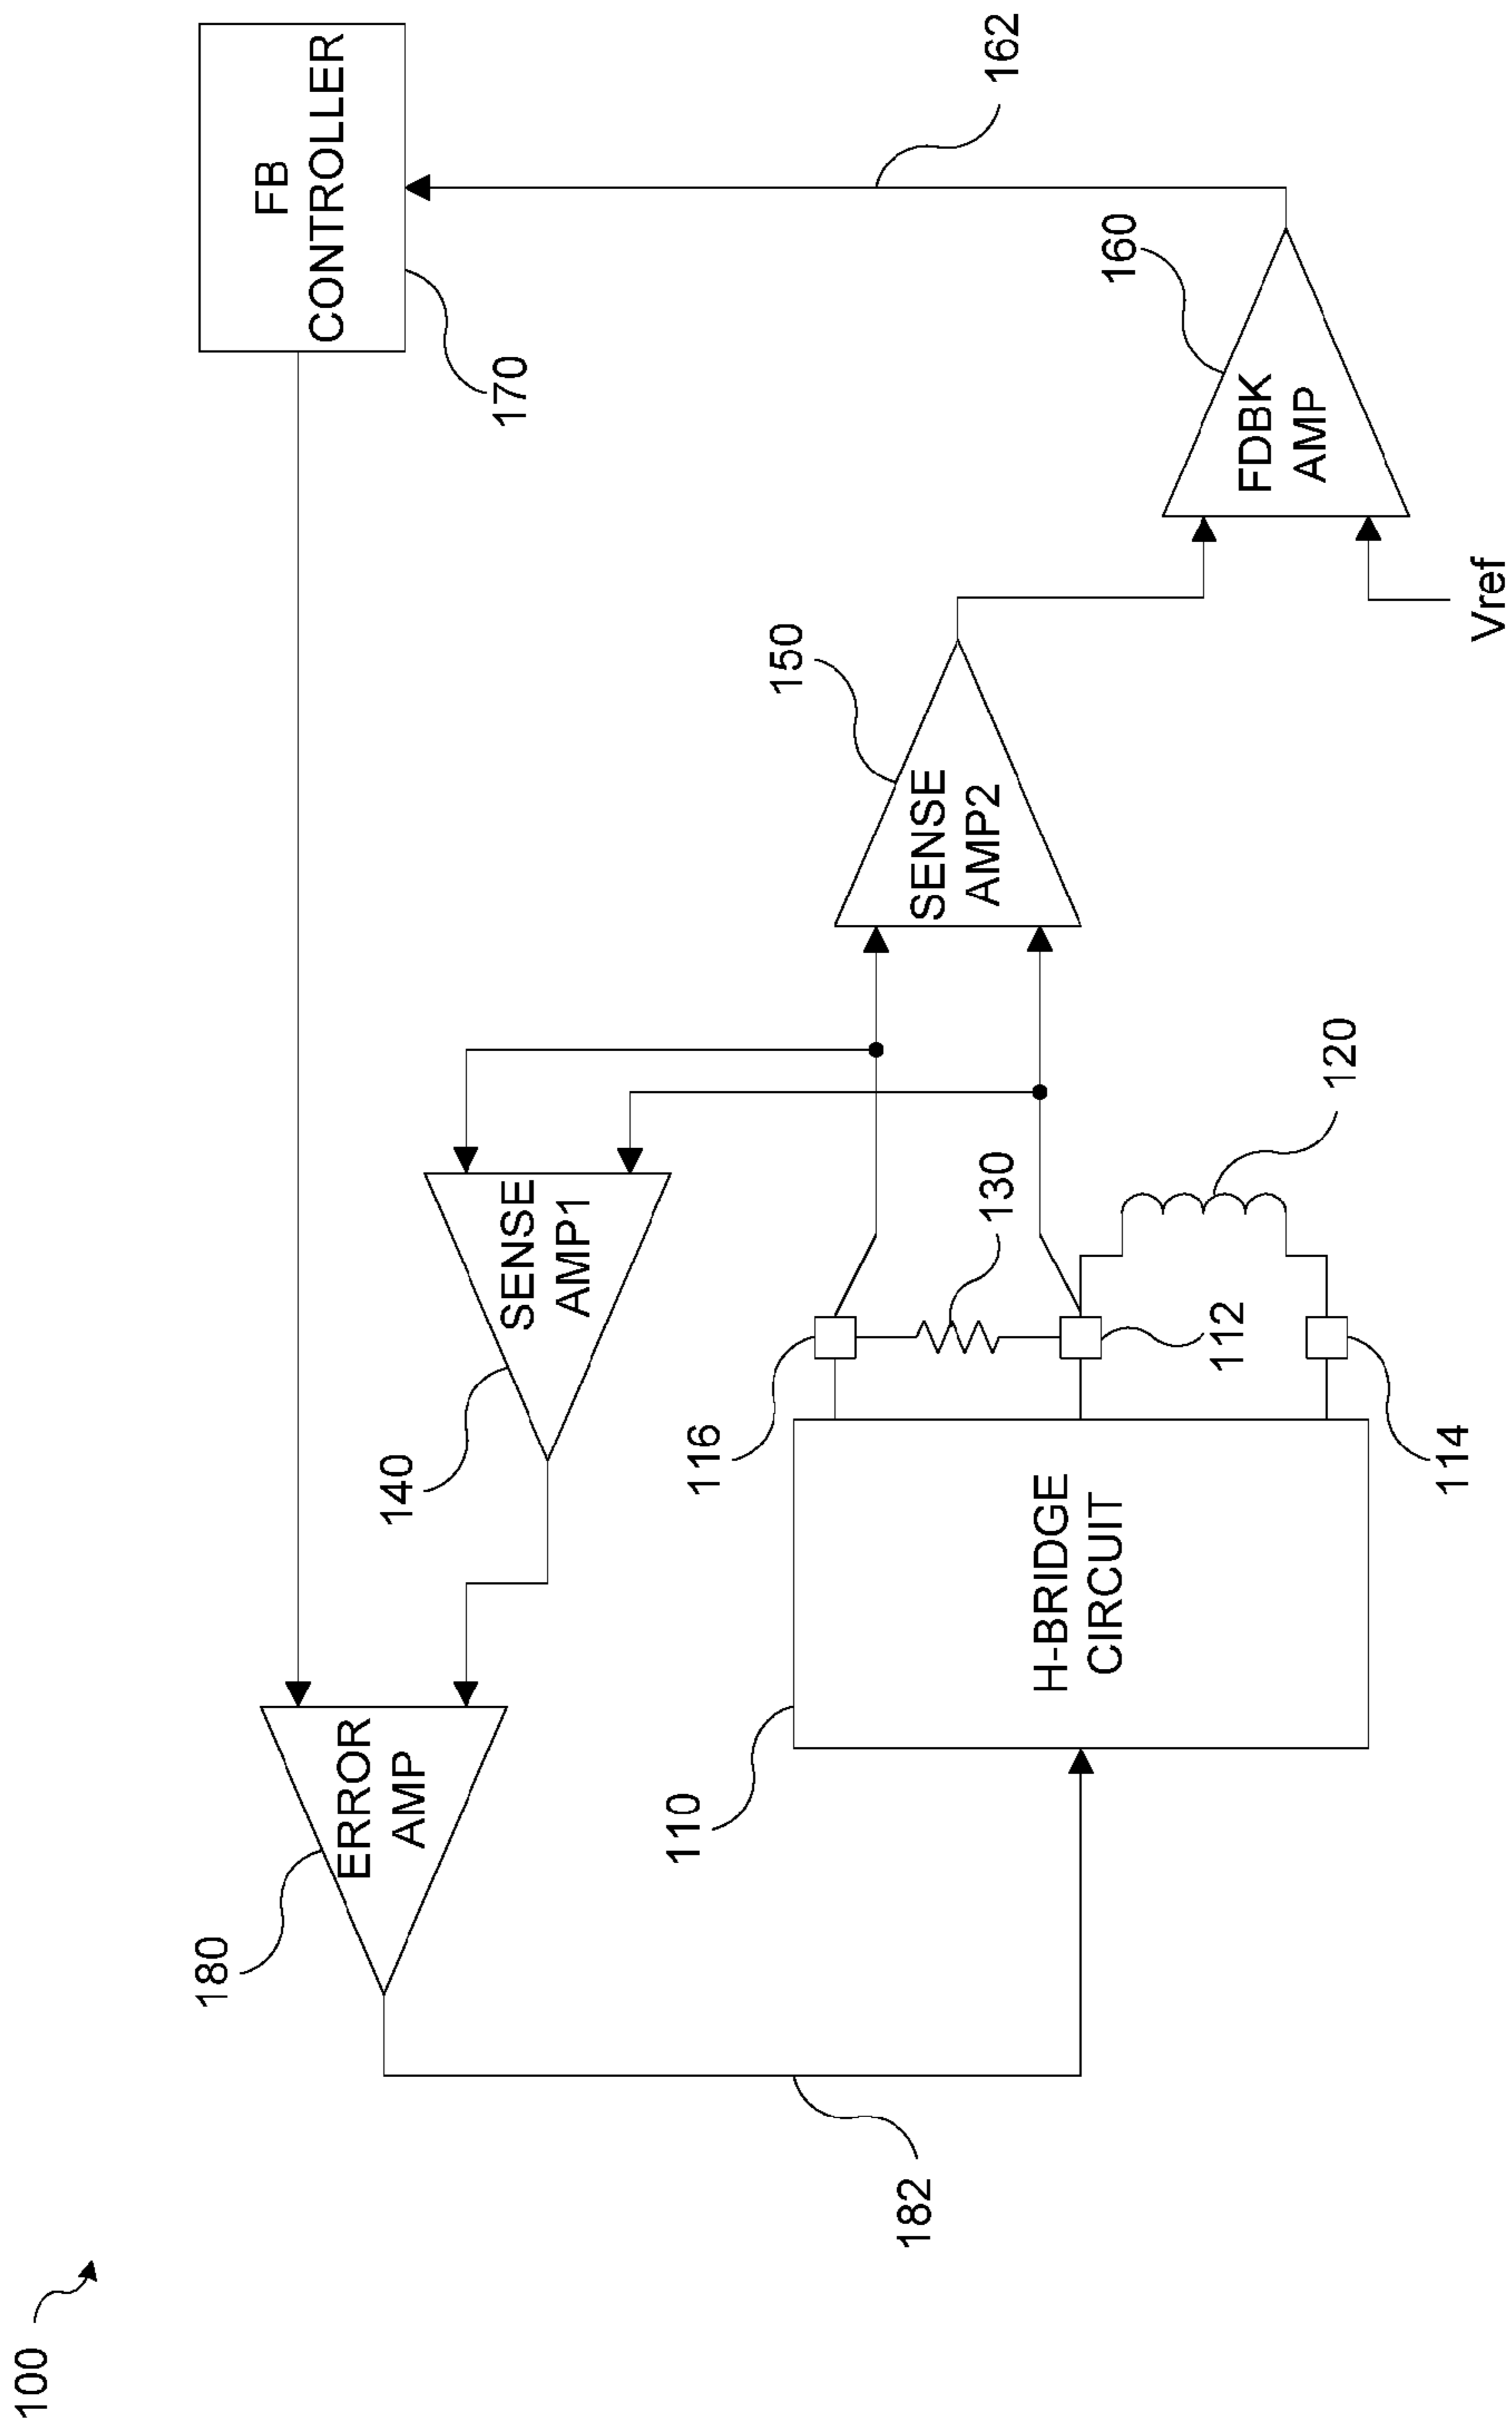 100
182
180
ERROR
AMP
140
SENSE
AMP1
FB
CONTROLLER
170
162
110
H-BRIDGE
CIRCUIT
116
130
112
114
120
150
SENSE
AMP2
160
FDBK
AMP
Vref